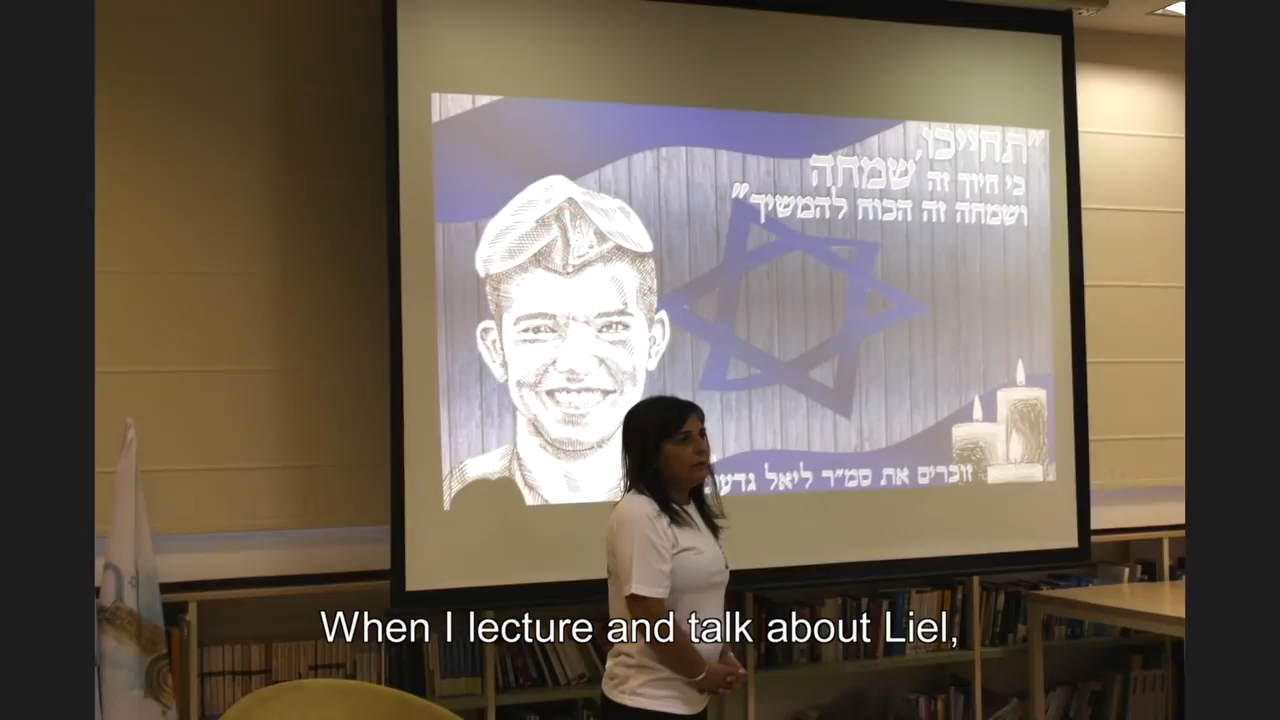 "תחייכו,
שמחה
כי חיוך זה
ושמחה זה הכוח להמשיך"
זוכרים את סמ"ר ליאל
When I lecture and talk about Liel,